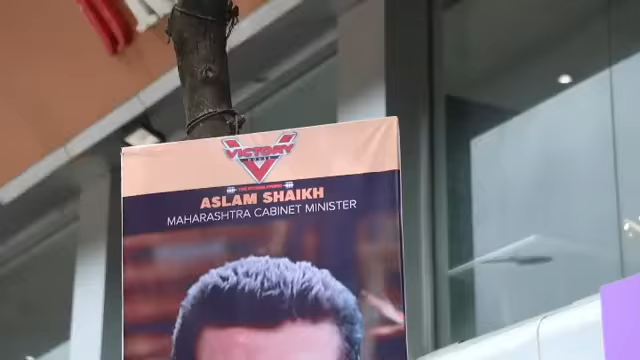 VICTORY
ASLAM SHAIKH
MAHARASHTRA CABINET MINISTER